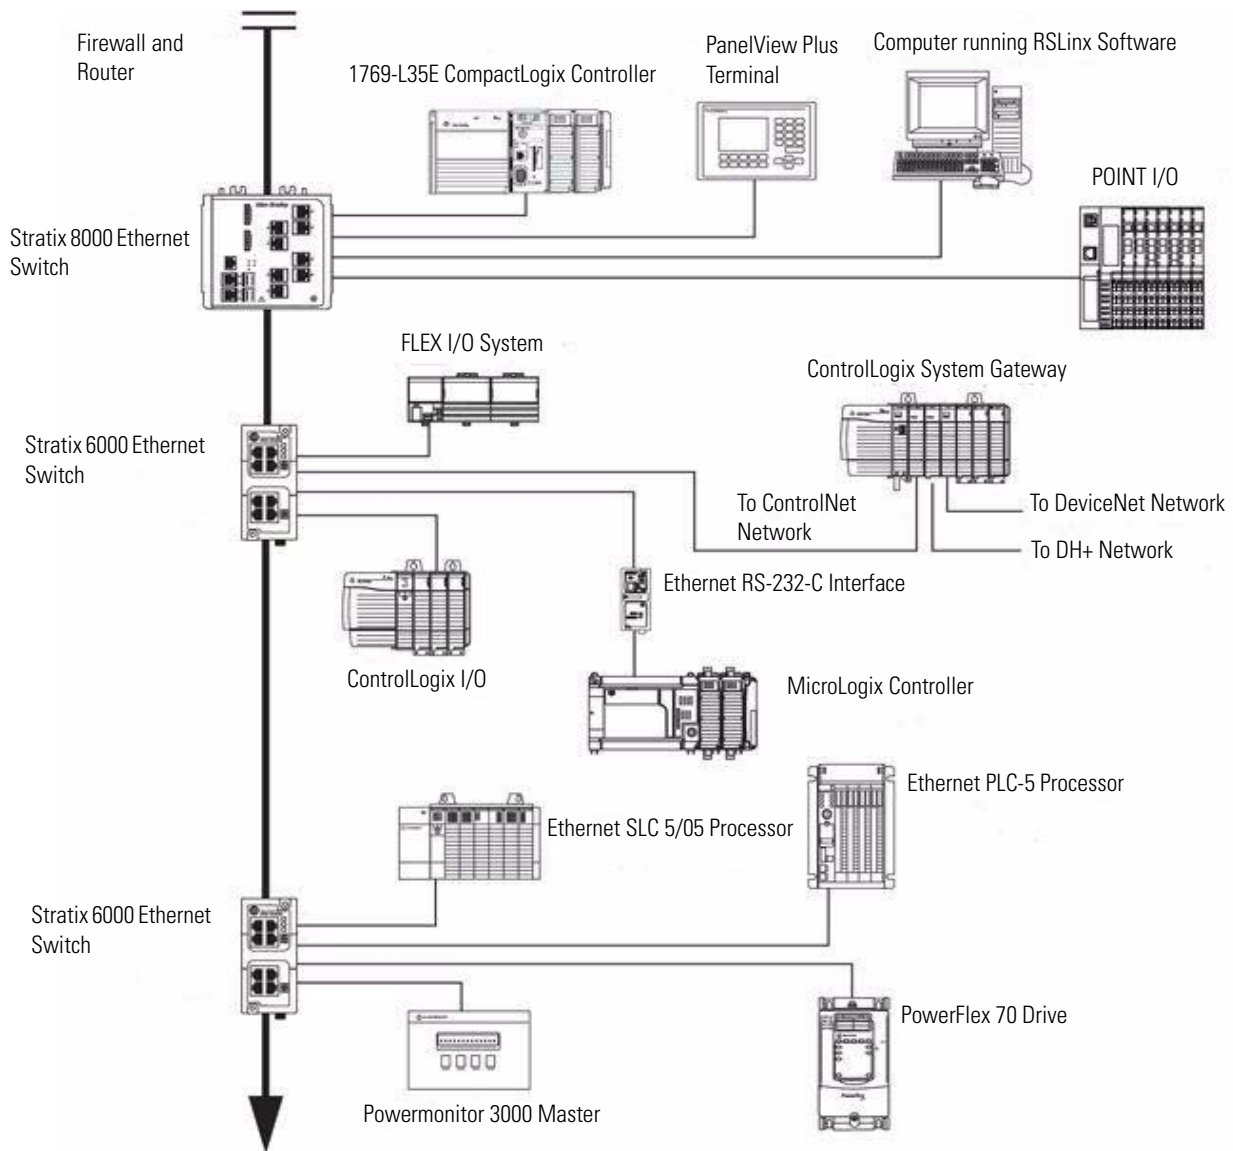 Firewall and
Router
1769-L35E CompactLogix Controller
PanelView Plus
Terminal
Computer running RSLinx Software
POINT I/O
Stratix 8000 Ethernet
Switch
FLEX I/O System
ControlLogix System Gateway
Stratix 6000 Ethernet
Switch
To ControlNet
Network
To DeviceNet Network
To DH+ Network
Ethernet RS-232-C Interface
ControlLogix I/O
MicroLogix Controller
Ethernet PLC-5 Processor
Ethernet SLC 5/05 Processor
Stratix 6000 Ethernet
Switch
PowerFlex 70 Drive
Powermonitor 3000 Master